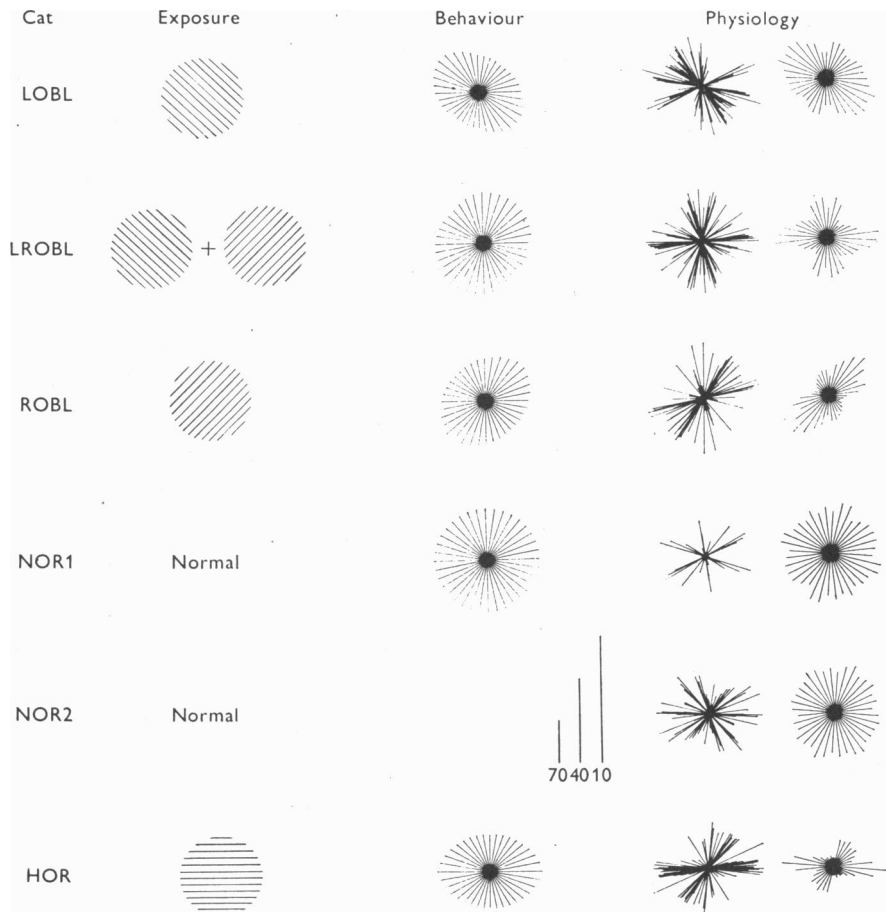 Cat Exposure Behaviour Physiology
LOBL
LROBL +
ROBL
NOR1 Normal
NOR2 Normal
70 40 10
HOR